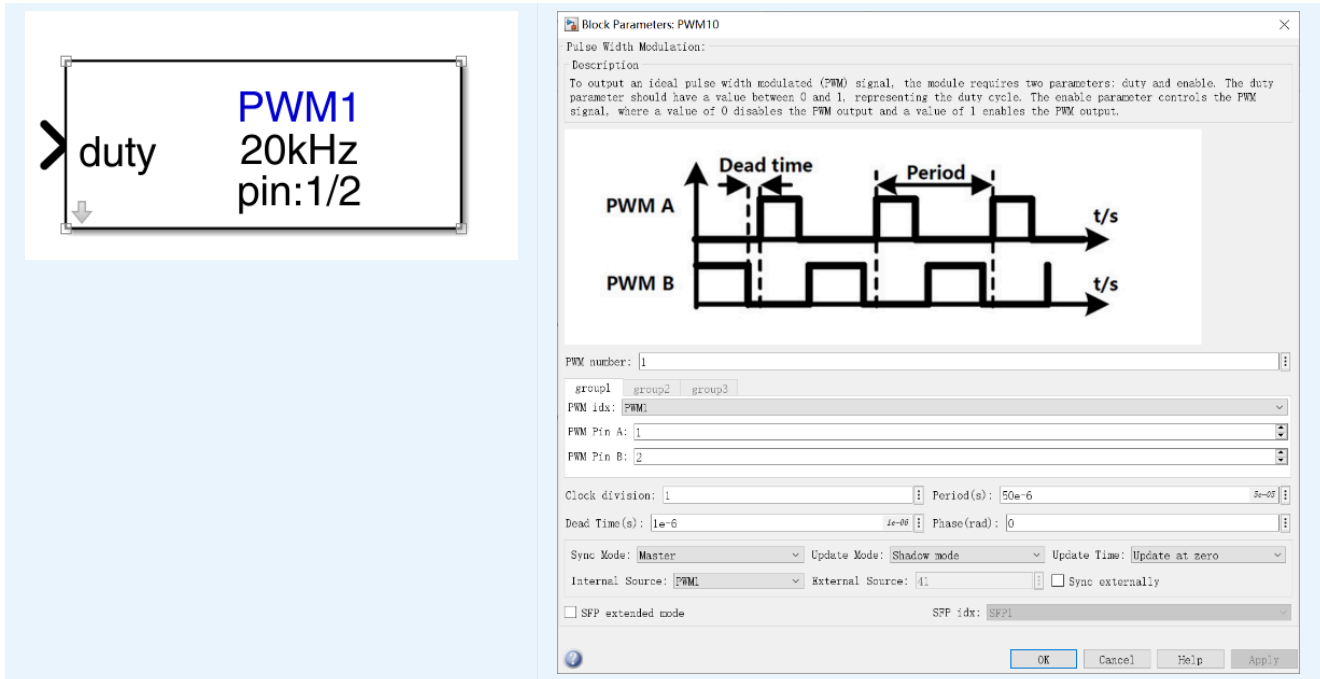 PWM1
20kHz
duty
pin:1/2
Block Parameters: PWM10
Pulse Width Modulation:
Description
To output an ideal pulse width modulated (PWM) signal, the module requires two parameters: duty and enable. The duty
parameter should have a value between 0 and 1, representing the duty cycle. The enable parameter controls the PWM
signal, where a value of 0 disables the PWM output and a value of 1 enables the PWM output.
Dead time
Period
PWM A
t/s
PWM B
t/s
PWM number: 1
group1 group2 group3
PWM idx: PWM1
PWM Pin A: 1
PWM Pin B: 2
Clock division: 1 Period(s): 50e-6 5e-05
Dead Time(s): 1e-6 1e-06 Phase(rad): 0
Sync Mode: Master Update Mode: Shadow mode Update Time: Update at zero
Internal Source: PWM1 External Source: 41 Sync externally
SFP extended mode SFP idx: SFP1
OK Cancel Help Apply